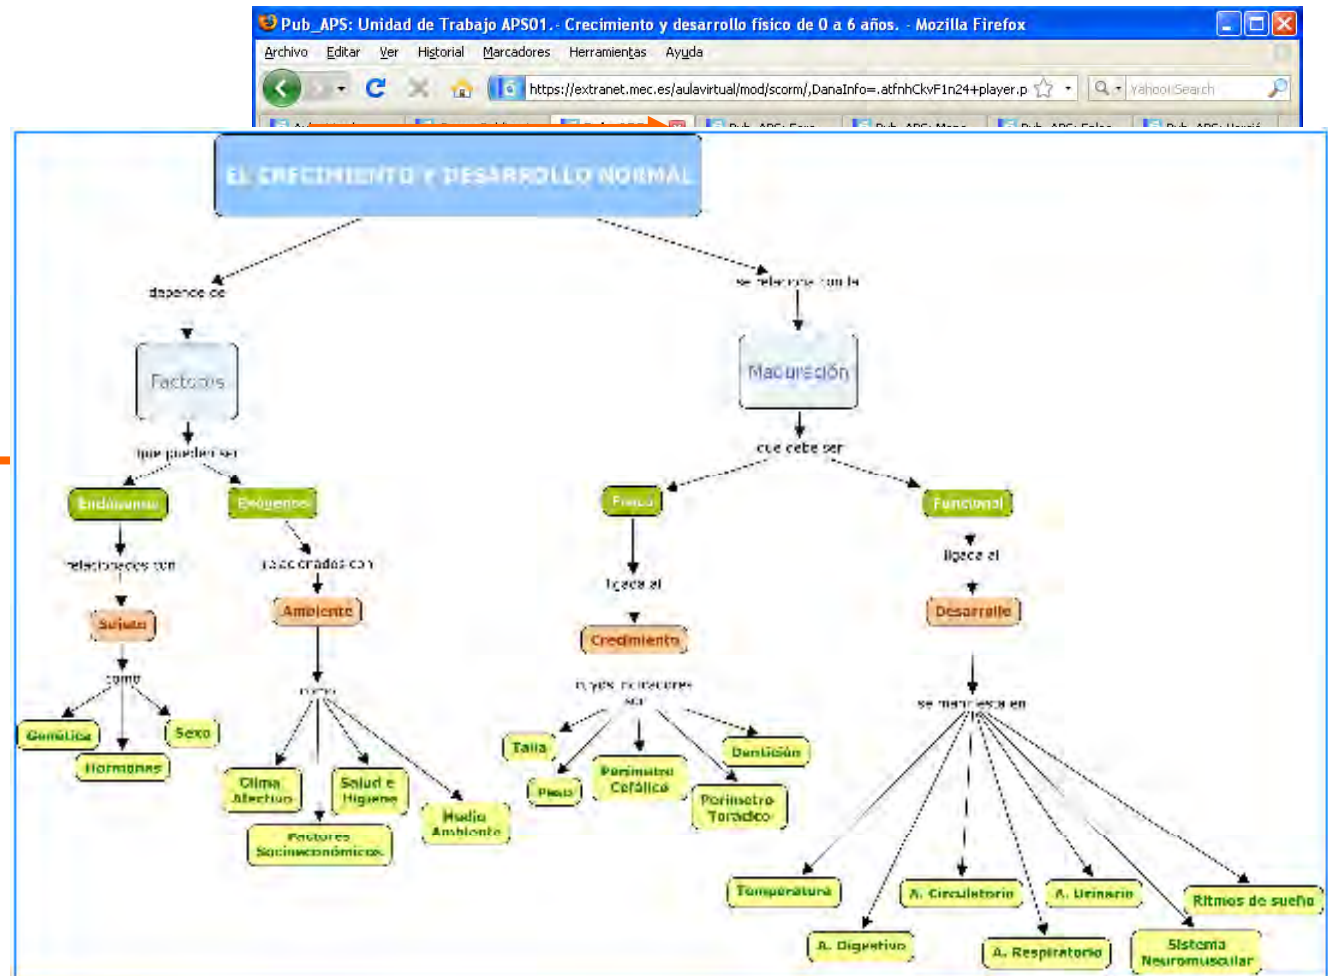 Pub_APS: Unidad de Trabajo APS01.- Crecimiento y desarrollo físico de 0 a 6 años. - Mozilla Firefox
Archivo Editar Ver Historial Marcadores Herramientas Ayuda
https://extranet.mec.es/aulavirtual/mod/scorm/,DanaInfo=.atfnhCkvF1n24+player.p
Yahoo! Search
EL CRECIMIENTO Y DESARROLLO NORMAL
depende de
se relaciona con la
Factores
Maduración
que pueden ser
que debe ser
Endógenos
Exógenos
Física
Funcional
relacionados con
relacionados con
ligada al
ligada al
Sujeto
Ambiente
Crecimiento
Desarrollo
como
como
cuyos indicadores
son
se manifiesta en
Genética
Hormonas
Sexo
Clima
Afectivo
Factores
Socioeconómicos
Salud e
Higiene
Medio
Ambiente
Talla
Peso
Perímetro
Cefálico
Perímetro
Torácico
Dentición
Temperatura
A. Digestivo
A. Circulatorio
A. Respiratorio
A. Urinario
Sistema
Neuromuscular
Ritmos de sueño